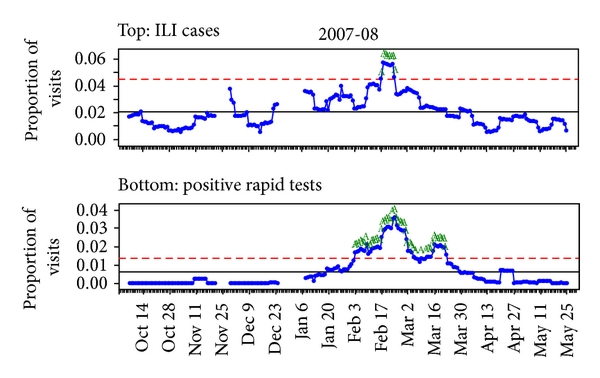 Top: ILI cases
2007-08
Proportion of
visits
0.06
0.04
0.02
0.00
Bottom: positive rapid tests
Proportion of
visits
0.04
0.03
0.02
0.01
0.00
Oct 14
Oct 28
Nov 11
Nov 25
Dec 9
Dec 23
Jan 6
Jan 20
Feb 3
Feb 17
Mar 2
Mar 16
Mar 30
Apr 13
Apr 27
May 11
May 25